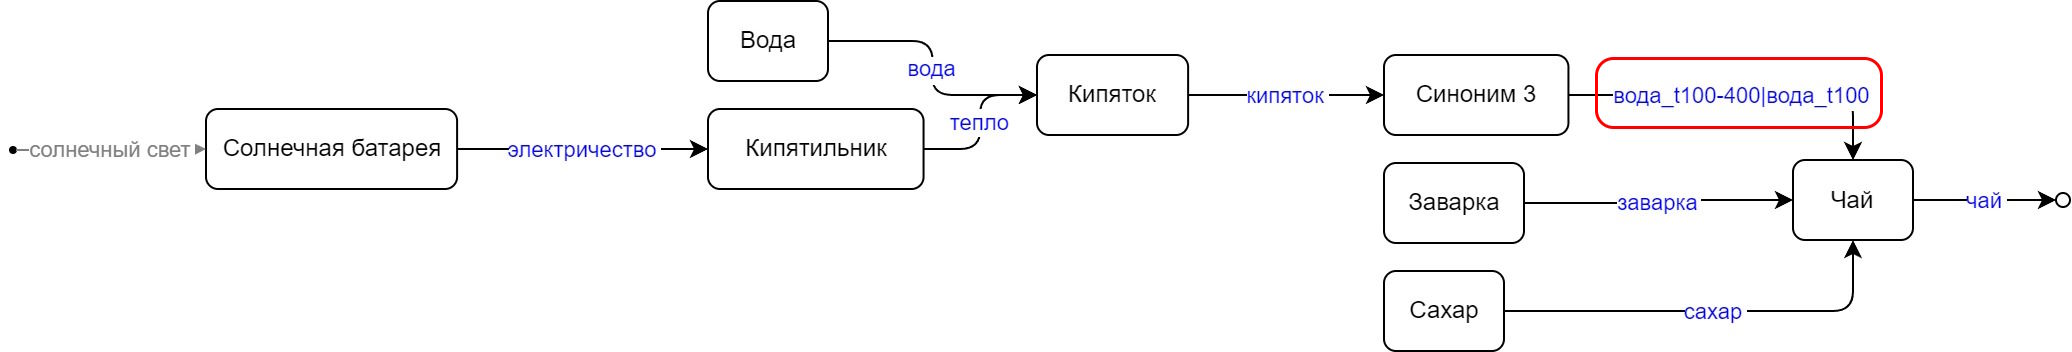 солнечный свет
Солнечная батарея
электричество
Вода
вода
Кипятильник
тепло
Кипяток
кипяток
Синоним 3
вода_t100-400|вода_t100
Заварка
заварка
Сахар
сахар
Чай
чай